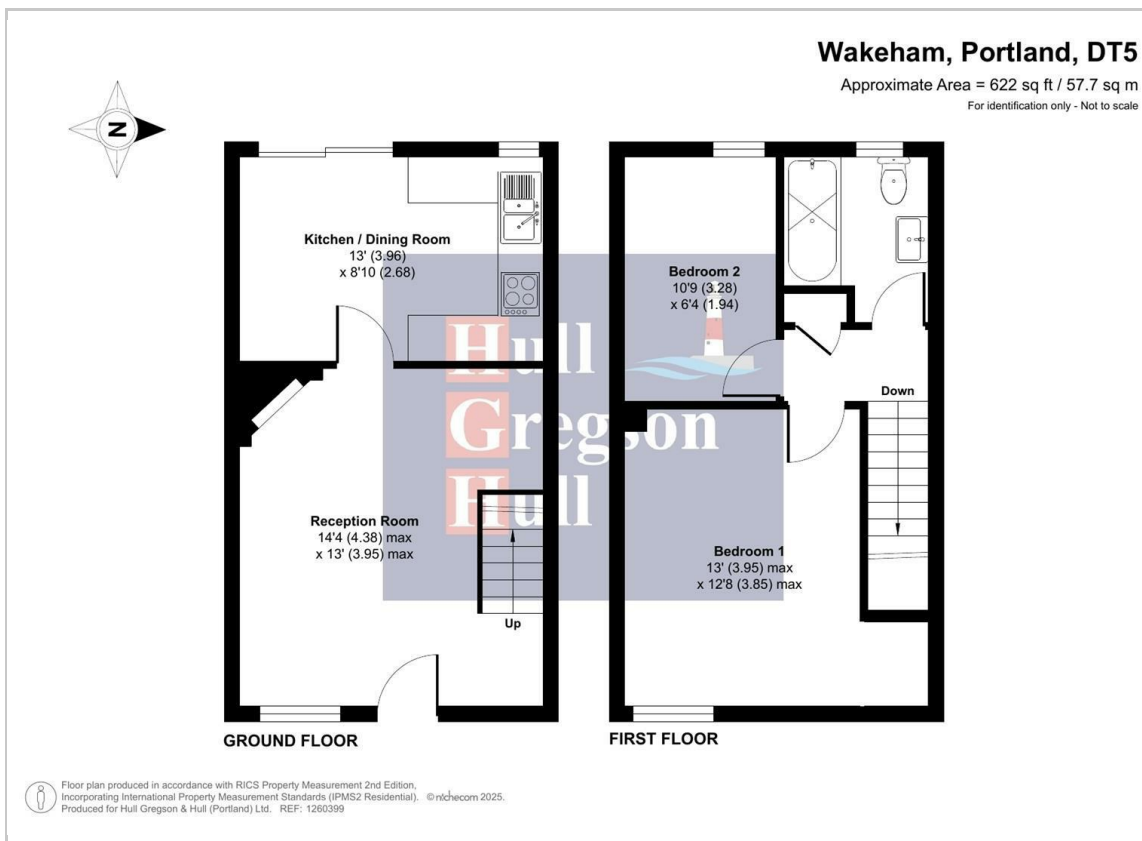 Wakeham, Portland, DT5
Approximate Area = 622 sq ft / 57.7 sq m
For identification only - Not to scale
N
Kitchen / Dining Room
13' (3.96)
x 8'10 (2.68)
Bedroom 2
10'9 (3.28)
x 6'4 (1.94)
Hull
Gregson
Hull
Down
Reception Room
14'4 (4.38) max
x 13' (3.95) max
Up
Bedroom 1
13' (3.95) max
x 12'8 (3.85) max
GROUND FLOOR
FIRST FLOOR
Floor plan produced in accordance with RICS Property Measurement 2nd Edition,
Incorporating International Property Measurement Standards (IPMS2 Residential). © nichecom 2025.
Produced for Hull Gregson & Hull (Portland) Ltd. REF: 1260399